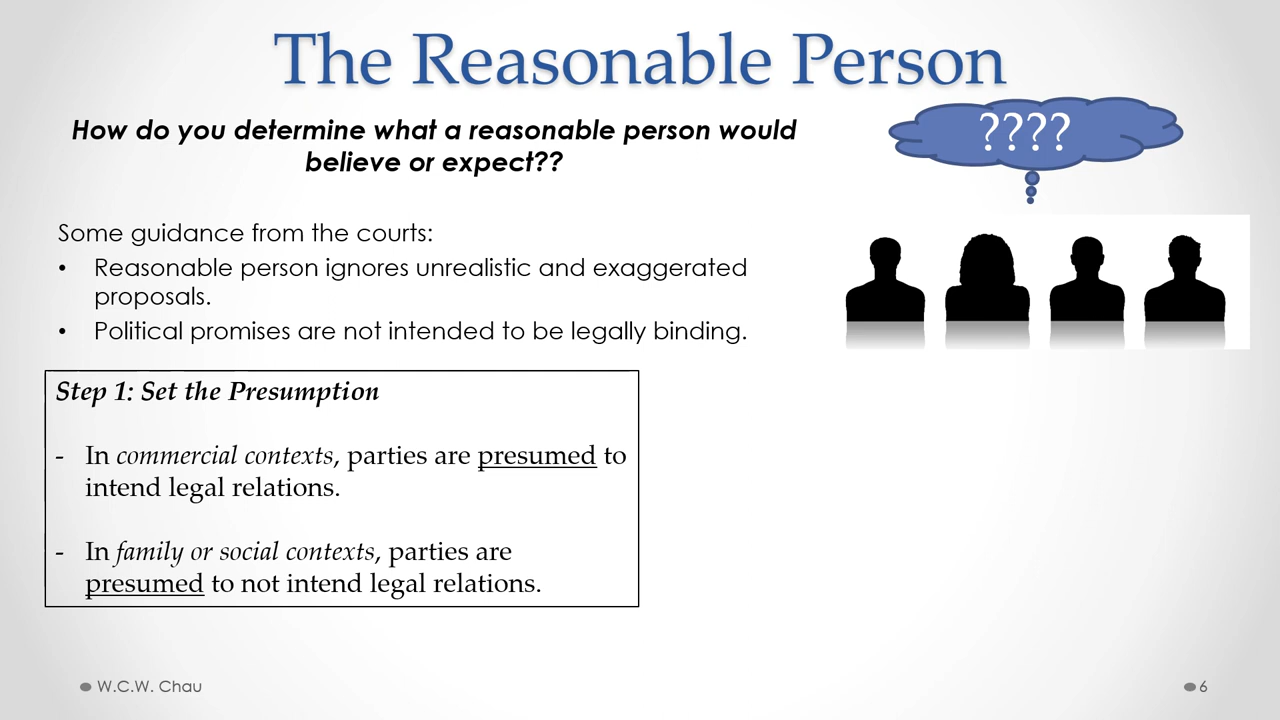 The Reasonable Person
How do you determine what a reasonable person would
believe or expect??
????
Some guidance from the courts:
• Reasonable person ignores unrealistic and exaggerated
proposals.
• Political promises are not intended to be legally binding.
Step 1: Set the Presumption
- In commercial contexts, parties are presumed to
intend legal relations.
- In family or social contexts, parties are
presumed to not intend legal relations.
W.C.W. Chau
6